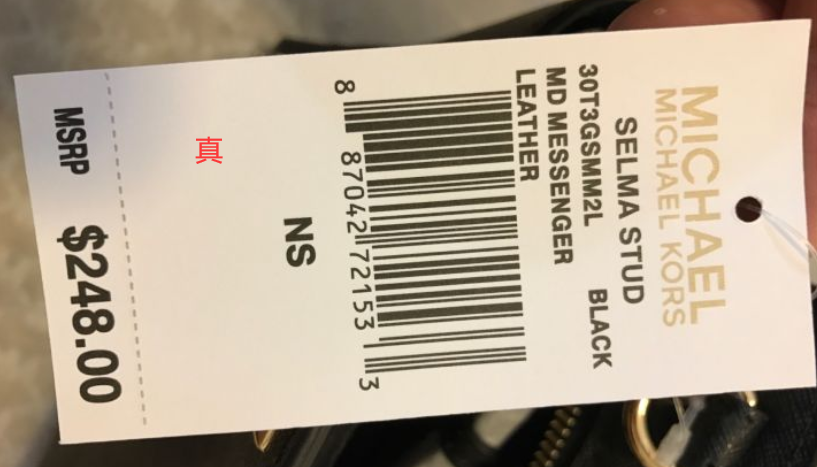 MICHAEL
MICHAEL KORS
SELMA STUD
30T3GSMM2L BLACK
MD MESSENGER
LEATHER
8 87042 72153 3
NS
真
MSRP $248.00